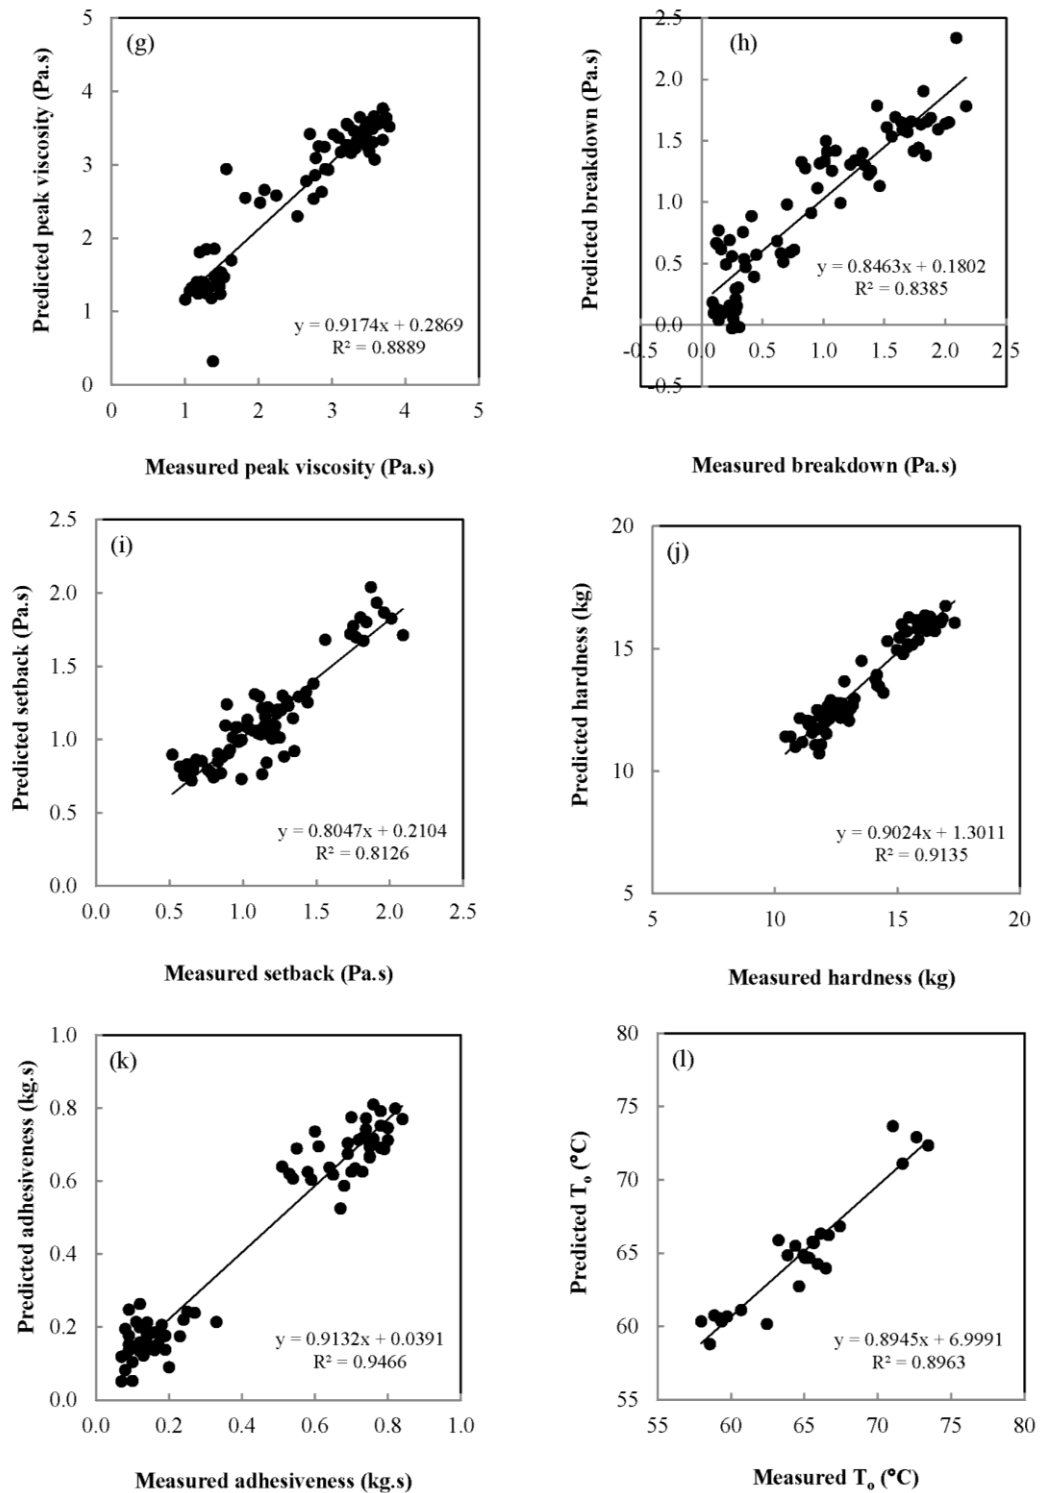 (g)
Predicted peak viscosity (Pa.s)
5
4
3
2
1
0
y = 0.9174x + 0.2869
R² = 0.8889
0 1 2 3 4 5
Measured peak viscosity (Pa.s)
(h)
Predicted breakdown (Pa.s)
2.5
2.0
1.5
1.0
0.5
0.0
-0.5
y = 0.8463x + 0.1802
R² = 0.8385
-0.5 0.0 0.5 1.0 1.5 2.0 2.5
Measured breakdown (Pa.s)
(i)
Predicted setback (Pa.s)
2.5
2.0
1.5
1.0
0.5
0.0
y = 0.8047x + 0.2104
R² = 0.8126
0.0 0.5 1.0 1.5 2.0 2.5
Measured setback (Pa.s)
(j)
Predicted hardness (kg)
20
15
10
5
y = 0.9024x + 1.3011
R² = 0.9135
5 10 15 20
Measured hardness (kg)
(k)
Predicted adhesiveness (kg.s)
1.0
0.8
0.6
0.4
0.2
0.0
y = 0.9132x + 0.0391
R² = 0.9466
0.0 0.2 0.4 0.6 0.8 1.0
Measured adhesiveness (kg.s)
(l)
Predicted Tₒ (°C)
80
75
70
65
60
55
y = 0.8945x + 6.9991
R² = 0.8963
55 60 65 70 75 80
Measured Tₒ (°C)